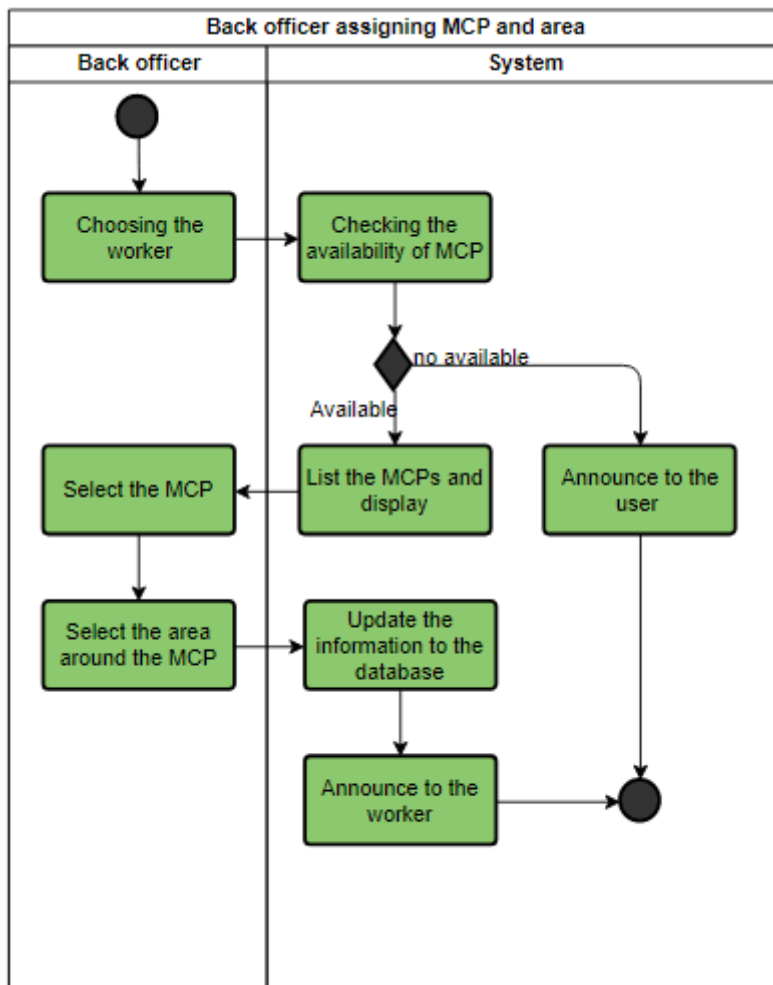 Back officer assigning MCP and area
Back officer
System
Choosing the
worker
Checking the
availability of MCP
no available
Available
Select the MCP
List the MCPs and
display
Announce to the
user
Select the area
around the MCP
Update the
information to the
database
Announce to the
worker